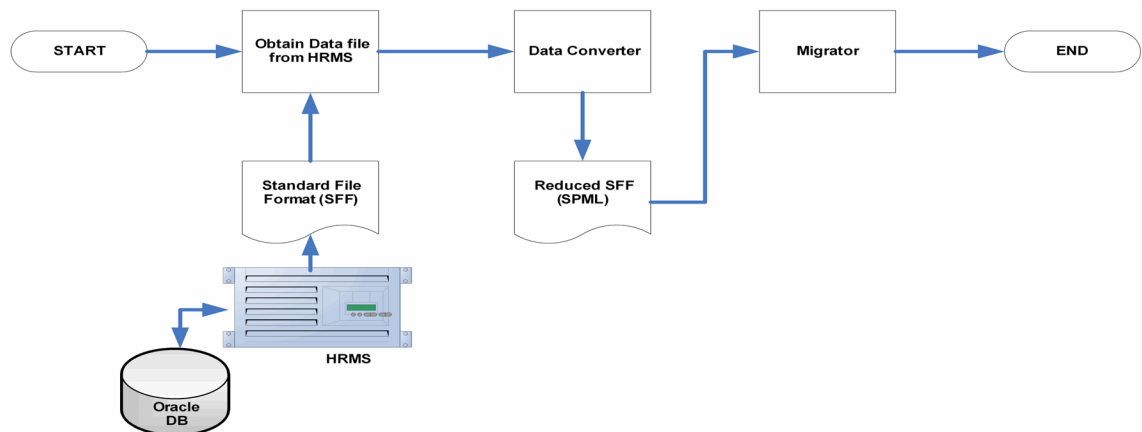 START
Obtain Data file
from HRMS
Data Converter
Migrator
END
Standard File
Format (SFF)
Reduced SFF
(SPML)
HRMS
Oracle
DB